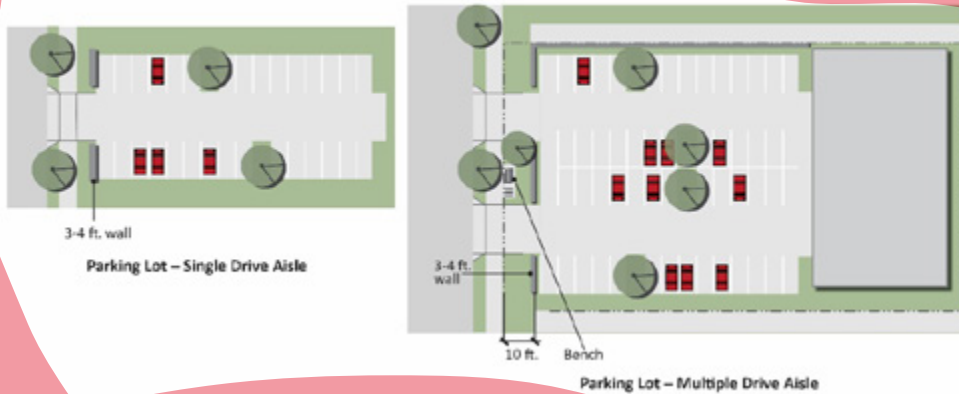 3-4 ft. wall
Parking Lot – Single Drive Aisle
3-4 ft.
wall
10 ft.
Bench
Parking Lot – Multiple Drive Aisle